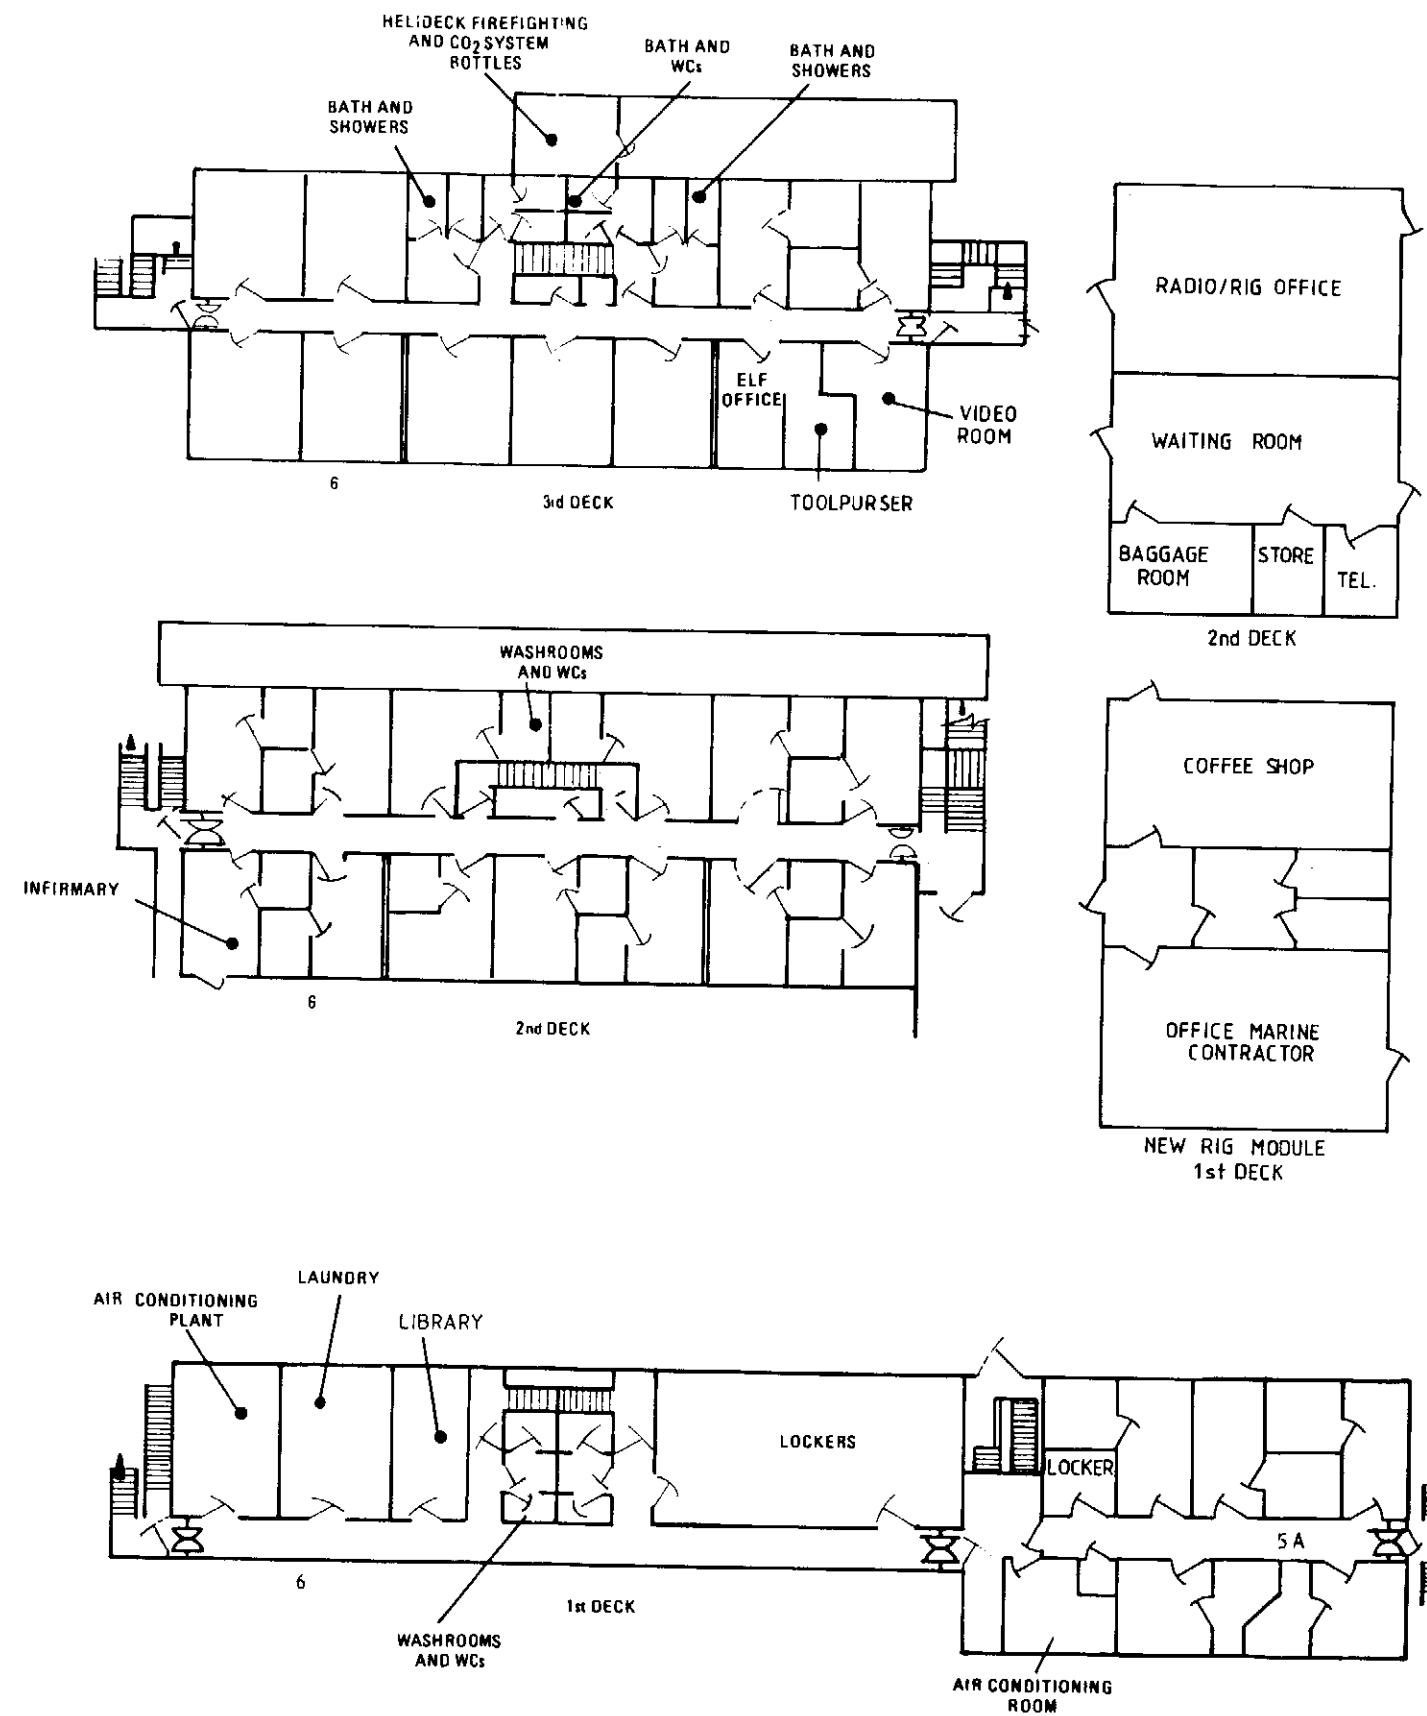 HELIDECK FIREFIGHTING
AND CO2 SYSTEM
BOTTLES
BATH AND
WCs
BATH AND
SHOWERS
BATH AND
SHOWERS
ELF
OFFICE
VIDEO
ROOM
TOOLPURSER
6
3rd DECK
RADIO/RIG OFFICE
WAITING ROOM
BAGGAGE
ROOM
STORE
TEL.
2nd DECK
WASHROOMS
AND WCs
INFIRMARY
6
2nd DECK
COFFEE SHOP
OFFICE MARINE
CONTRACTOR
NEW RIG MODULE
1st DECK
AIR CONDITIONING
PLANT
LAUNDRY
LIBRARY
LOCKERS
LOCKER
5A
6
1st DECK
WASHROOMS
AND WCs
AIR CONDITIONING
ROOM